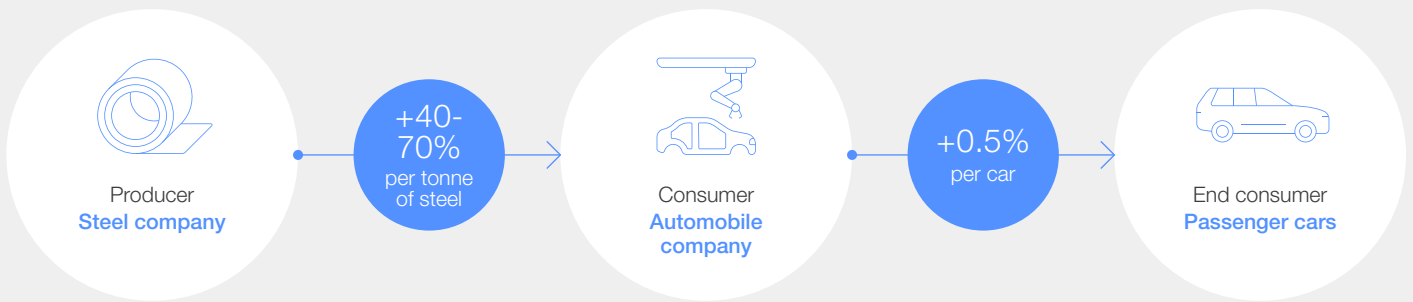 Producer
Steel company
+40-
70%
per tonne
of steel
Consumer
Automobile
company
+0.5%
per car
End consumer
Passenger cars